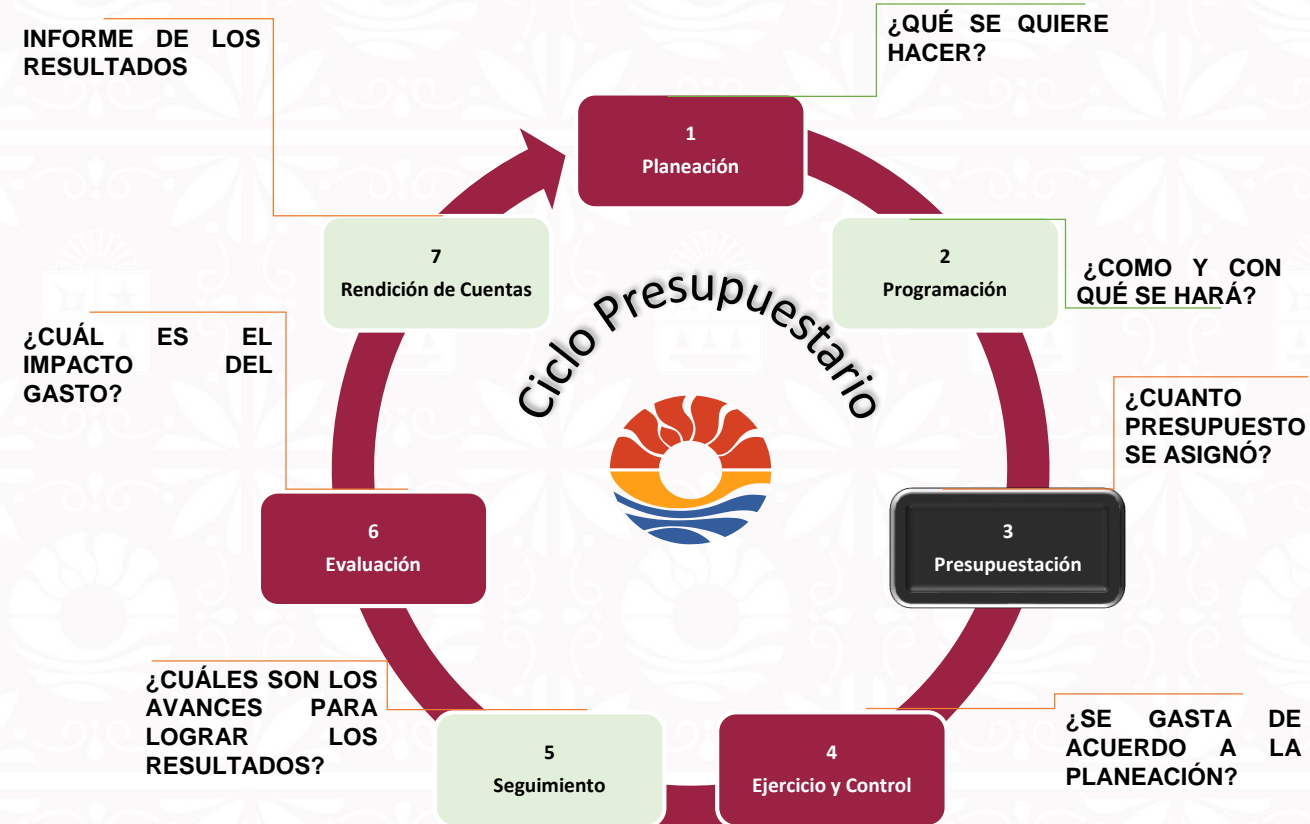 INFORME DE LOS
RESULTADOS
¿QUÉ SE QUIERE
HACER?
1
Planeación
7
Rendición de Cuentas
2
Programación
¿COMO Y CON
QUÉ SE HARÁ?
Ciclo Presupuestario
¿CUÁL ES EL
IMPACTO DEL
GASTO?
¿CUANTO
PRESUPUESTO
SE ASIGNÓ?
6
Evaluación
3
Presupuestación
¿CUÁLES SON LOS
AVANCES PARA
LOGRAR LOS
RESULTADOS?
5
Seguimiento
4
Ejercicio y Control
¿SE GASTA DE
ACUERDO A LA
PLANEACIÓN?